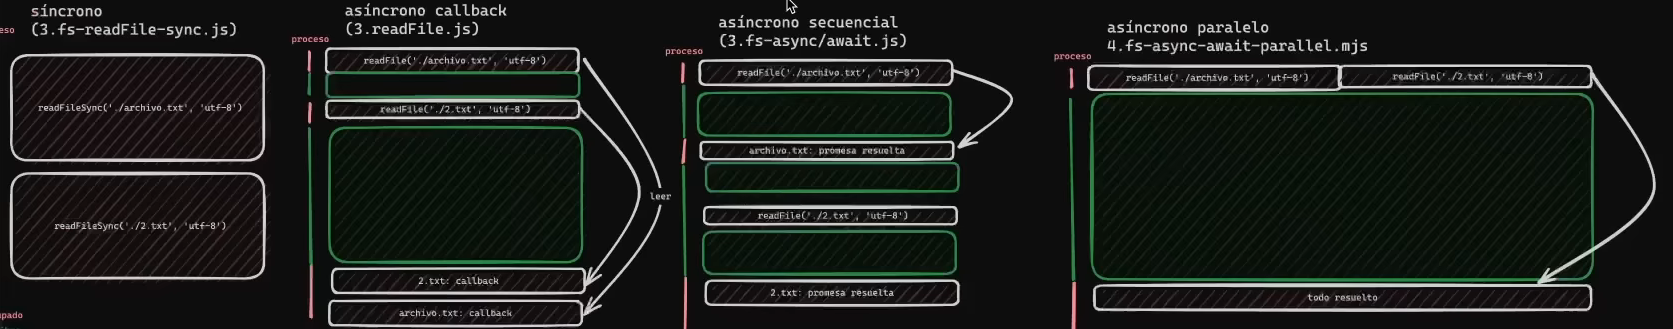 síncrono
(3.fs-readFile-sync.js)
readFileSync('./archivo.txt', 'utf-8')
readFileSync('./2.txt', 'utf-8')
asíncrono callback
(3.readFile.js)
proceso
readFile('./archivo.txt', 'utf-8')
readFile('./2.txt', 'utf-8')
leer
2.txt: callback
archivo.txt: callback
asíncrono secuencial
(3.fs-async/await.js)
proceso
readFile('./archivo.txt', 'utf-8')
archivo.txt: promesa resuelta
readFile('./2.txt', 'utf-8')
2.txt: promesa resuelta
asíncrono paralelo
4.fs-async-await-parallel.mjs
proceso
readFile('./archivo.txt', 'utf-8')
readFile('./2.txt', 'utf-8')
todo resuelto